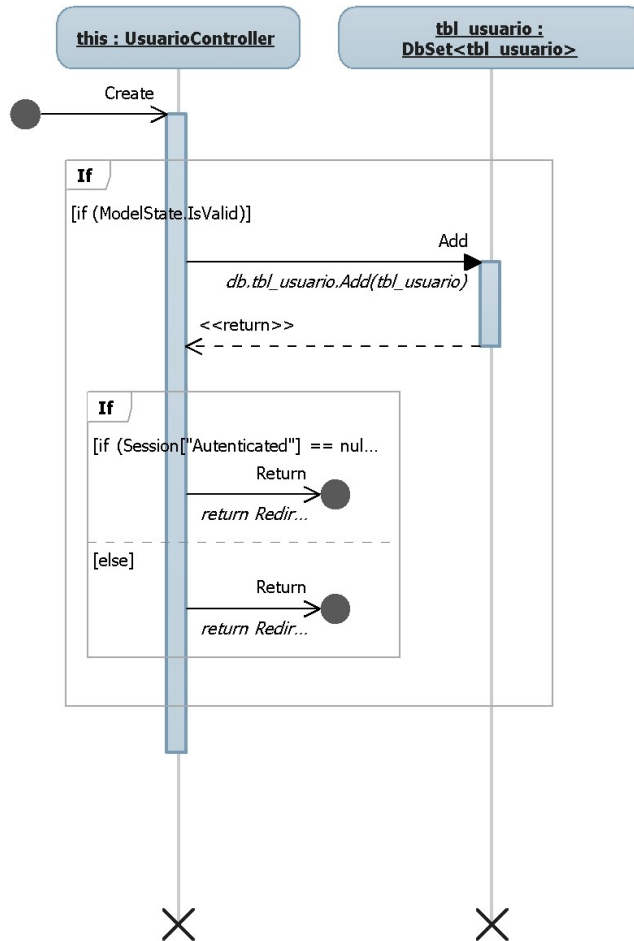 this : UsuarioController
tbl_usuario :
DbSet<tbl_usuario>
Create
If
[if (ModelState.IsValid)]
Add
db.tbl_usuario.Add(tbl_usuario)
<<return>>
If
[if (Session["Autenticated"] == nul...
Return
return Redir...
[else]
Return
return Redir...